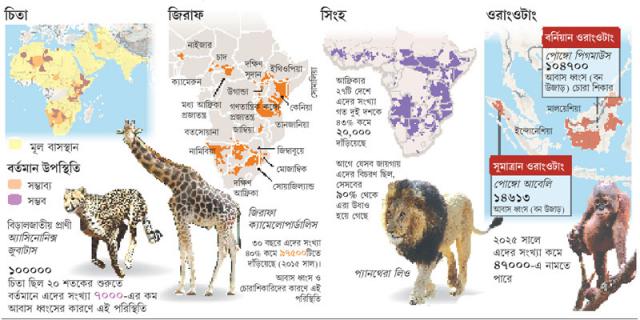 চিতা
মূল বাসস্থান
বর্তমান উপস্থিতি
সম্ভাব্য
সম্ভব
বিড়ালজাতীয় প্রাণী
অ্যাসিনোনিক্স
জুবাটাস
১০০০০০
চিতা ছিল ২০ শতকের শুরুতে
বর্তমানে এদের সংখ্যা ৭০০০-এর কম
আবাস ধ্বংসের কারণে এই পরিস্থিতি
জিরাফ
নাইজার
চাদ
দক্ষিণ
সুদান
ইথিওপিয়া
সোমালিয়া
ক্যামেরুন
উগান্ডা
মধ্য আফ্রিকা
প্রজাতন্ত্র
গণতান্ত্রিক কঙ্গো
প্রজাতন্ত্র
কেনিয়া
তানজানিয়া
জাম্বিয়া
বতসোয়ানা
নামিবিয়া
জিম্বাবুয়ে
মোজাম্বিক
সোয়াজিল্যান্ড
দক্ষিণ
আফ্রিকা
জিরাফা
ক্যামেলোপার্ডালিস
৩০ বছরে এদের সংখ্যা
৪০% কমে ৯৭৫০০টিতে
দাঁড়িয়েছে (২০১৫ সাল)।
আবাস ধ্বংস ও
চোরাশিকারিদের কারণে এই
পরিস্থিতি
সিংহ
আফ্রিকার
২৭টি দেশে
এদের সংখ্যা
গত দুই দশকে
৪৩% কমে
২০,০০০
দাঁড়িয়েছে
আগে যেসব জায়গায়
এদের বিচরণ ছিল,
সেসবের
৯০% থেকে
এরা উধাও
হয়ে গেছে
প্যানথেরা লিও
ওরাংওটাং
বর্নিয়ান ওরাংওটাং
পোঙ্গো পিগমাউস
১০৪৭০০
আবাস ধ্বংস (বন
উজাড়) চোরা শিকার
মালয়েশিয়া
ইন্দোনেশিয়া
সুমাত্রান ওরাংওটাং
পোঙ্গো আবেলি
১৪৬১৩
আবাস ধ্বংস (বন উজাড়)
২০২৫ সালে
এদের সংখ্যা কমে
৪৭০০০-এ নামতে
পারে